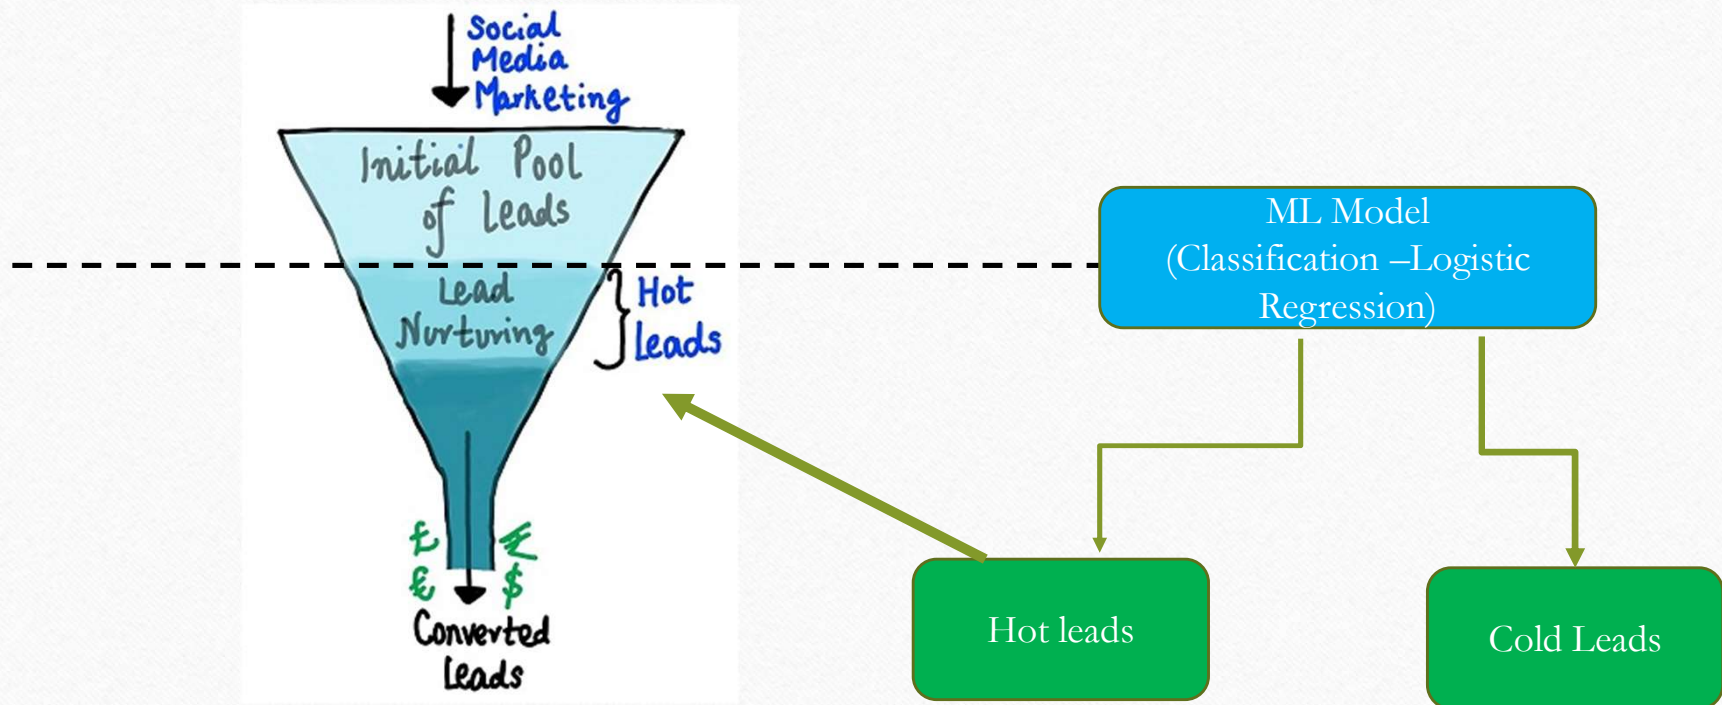 Social
Media
Marketing
Initial Pool
of Leads
Lead
Nurturing
Hot
Leads
£ ₹
€ $
Converted
Leads
ML Model
(Classification –Logistic
Regression)
Hot leads
Cold Leads